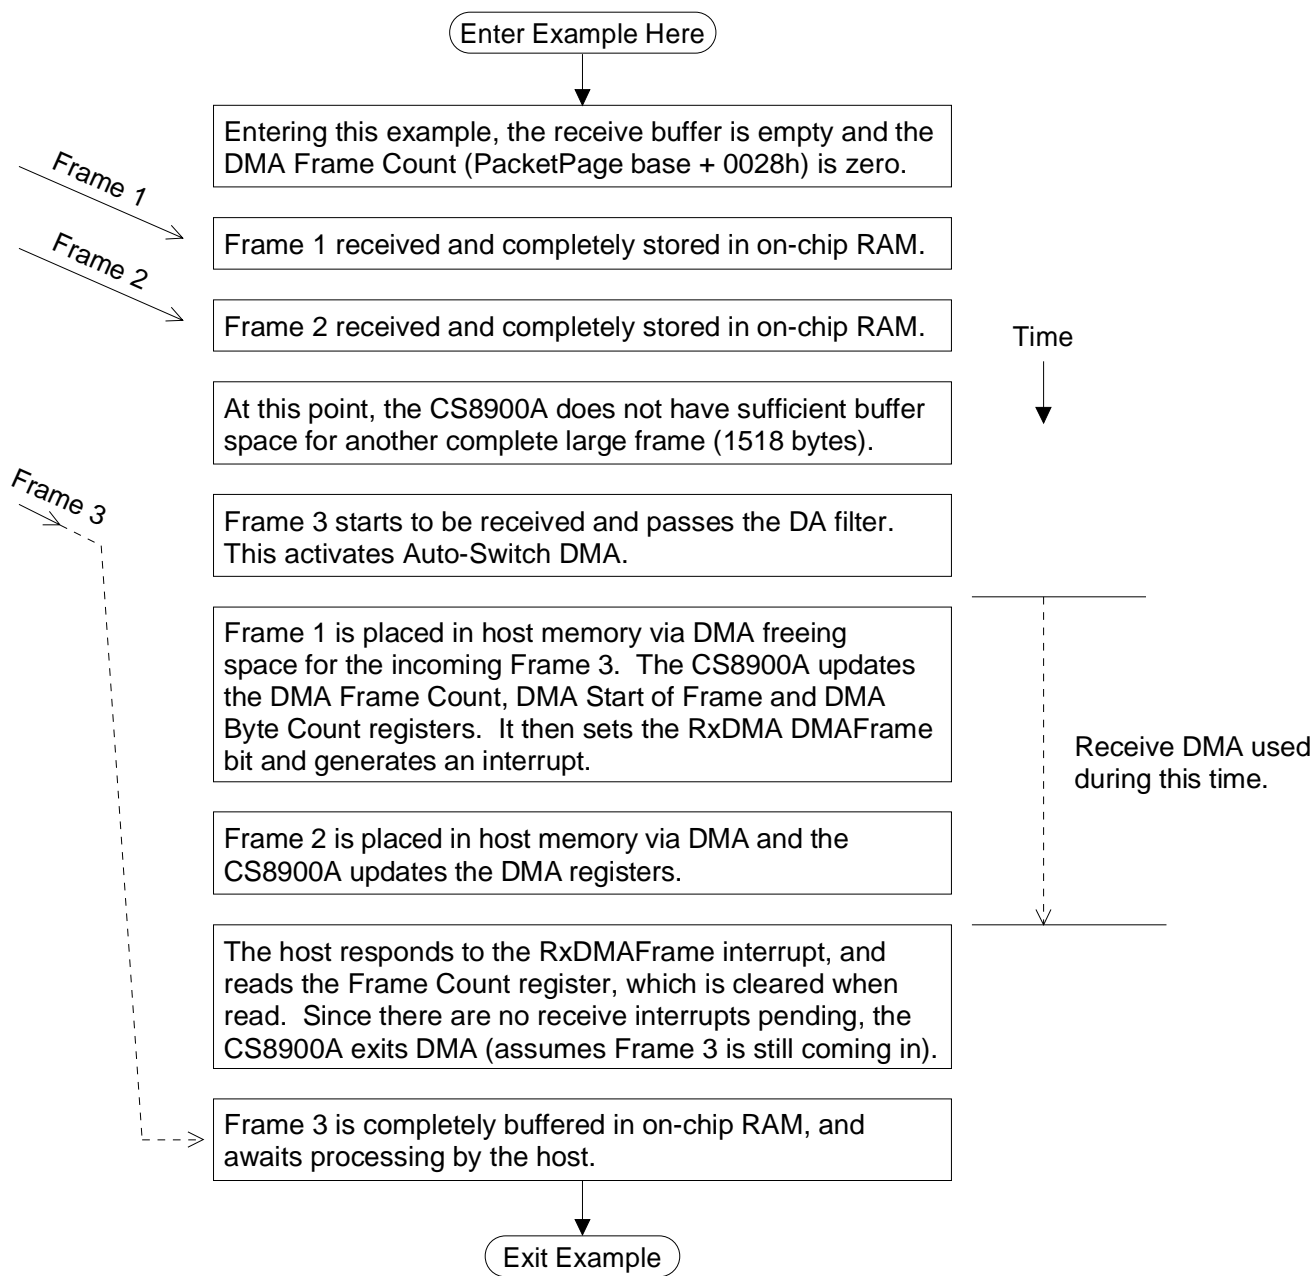 Enter Example Here
Entering this example, the receive buffer is empty and the
DMA Frame Count (PacketPage base + 0028h) is zero.
Frame 1
Frame 1 received and completely stored in on-chip RAM.
Frame 2
Frame 2 received and completely stored in on-chip RAM.
Time
At this point, the CS8900A does not have sufficient buffer
space for another complete large frame (1518 bytes).
Frame 3
Frame 3 starts to be received and passes the DA filter.
This activates Auto-Switch DMA.
Frame 1 is placed in host memory via DMA freeing
space for the incoming Frame 3. The CS8900A updates
the DMA Frame Count, DMA Start of Frame and DMA
Byte Count registers. It then sets the RxDMA DMAFrame
bit and generates an interrupt.
Receive DMA used
during this time.
Frame 2 is placed in host memory via DMA and the
CS8900A updates the DMA registers.
The host responds to the RxDMAFrame interrupt, and
reads the Frame Count register, which is cleared when
read. Since there are no receive interrupts pending, the
CS8900A exits DMA (assumes Frame 3 is still coming in).
Frame 3 is completely buffered in on-chip RAM, and
awaits processing by the host.
Exit Example